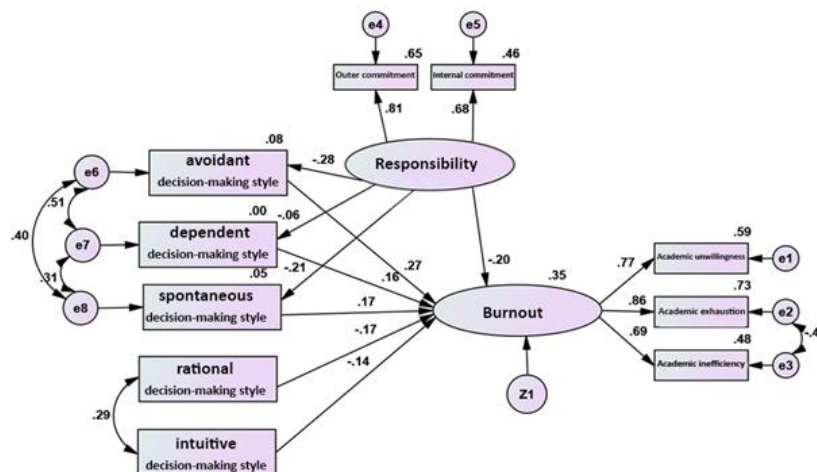 e4
e5
.65
.46
Outer commitment
Internal commitment
.81
.68
.08
-.28
Responsibility
e6
avoidant
decision-making style
.51
.00
-.06
.40
e7
dependent
decision-making style
.27
-.20
.59
.05
-.21
.16
.35
.77
Academic unwillingness
e1
.31
.73
e8
spontaneous
decision-making style
.17
Burnout
.86
Academic exhaustion
e2
.69
-.4
-.17
.48
Academic inefficiency
e3
rational
decision-making style
-.14
Z1
.29
intuitive
decision-making style